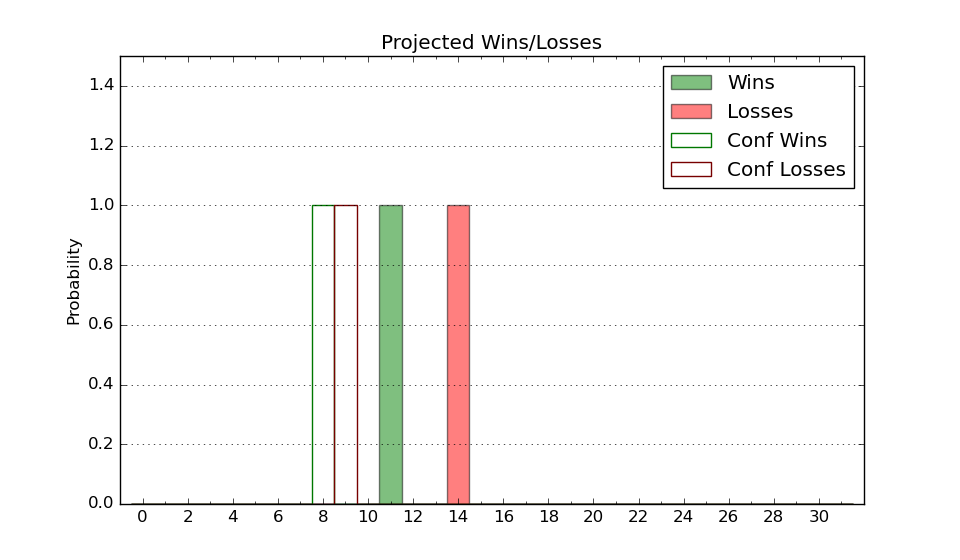 Projected Wins/Losses
1.4
1.2
1.0
0.8
0.6
0.4
0.2
0.0
Probability
Wins
Losses
Conf Wins
Conf Losses
0 2 4 6 8 10 12 14 16 18 20 22 24 26 28 30